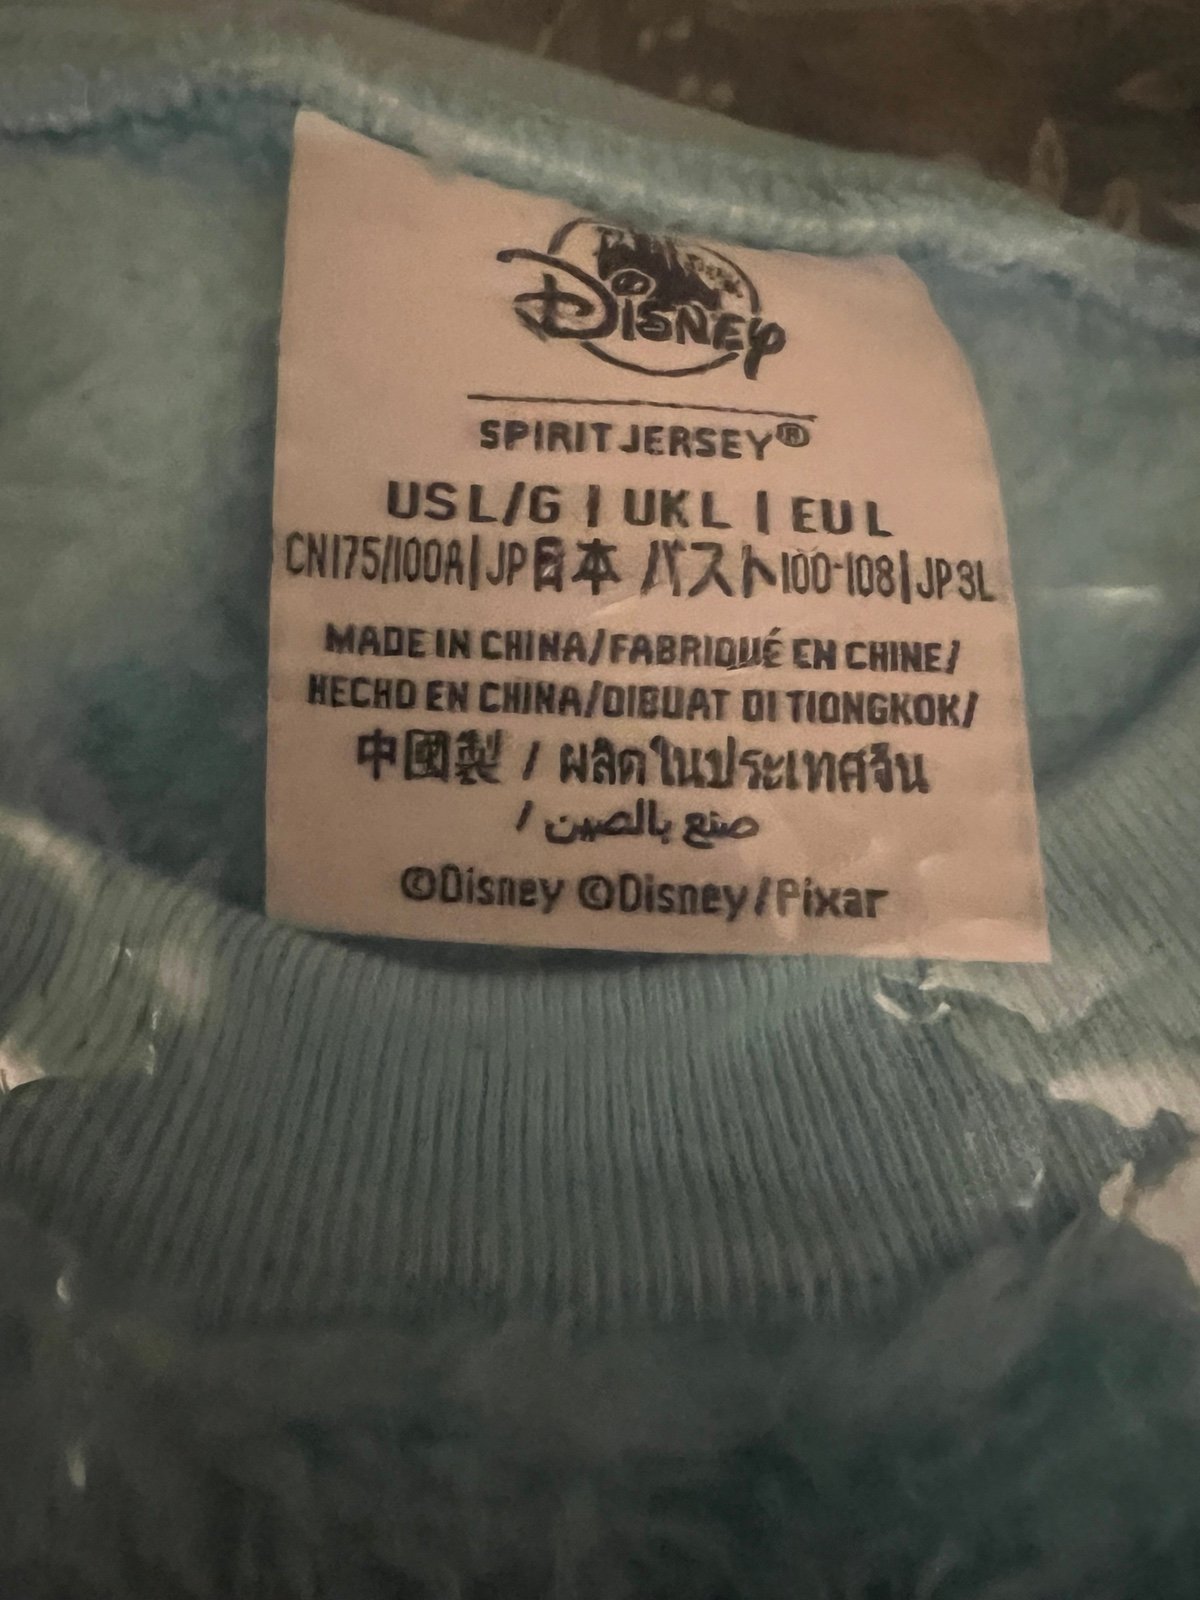 Disney
SPIRIT JERSEY®
US L/G | UK L | EU L
CN175/100A | JP日本 バスト100-108 | JP 3L
MADE IN CHINA/FABRIQUÉ EN CHINE/
HECHO EN CHINA/DIBUAT DI TIONGKOK/
中國製 / ผลิตในประเทศจีน
/ صنع بالصين
©Disney ©Disney/Pixar